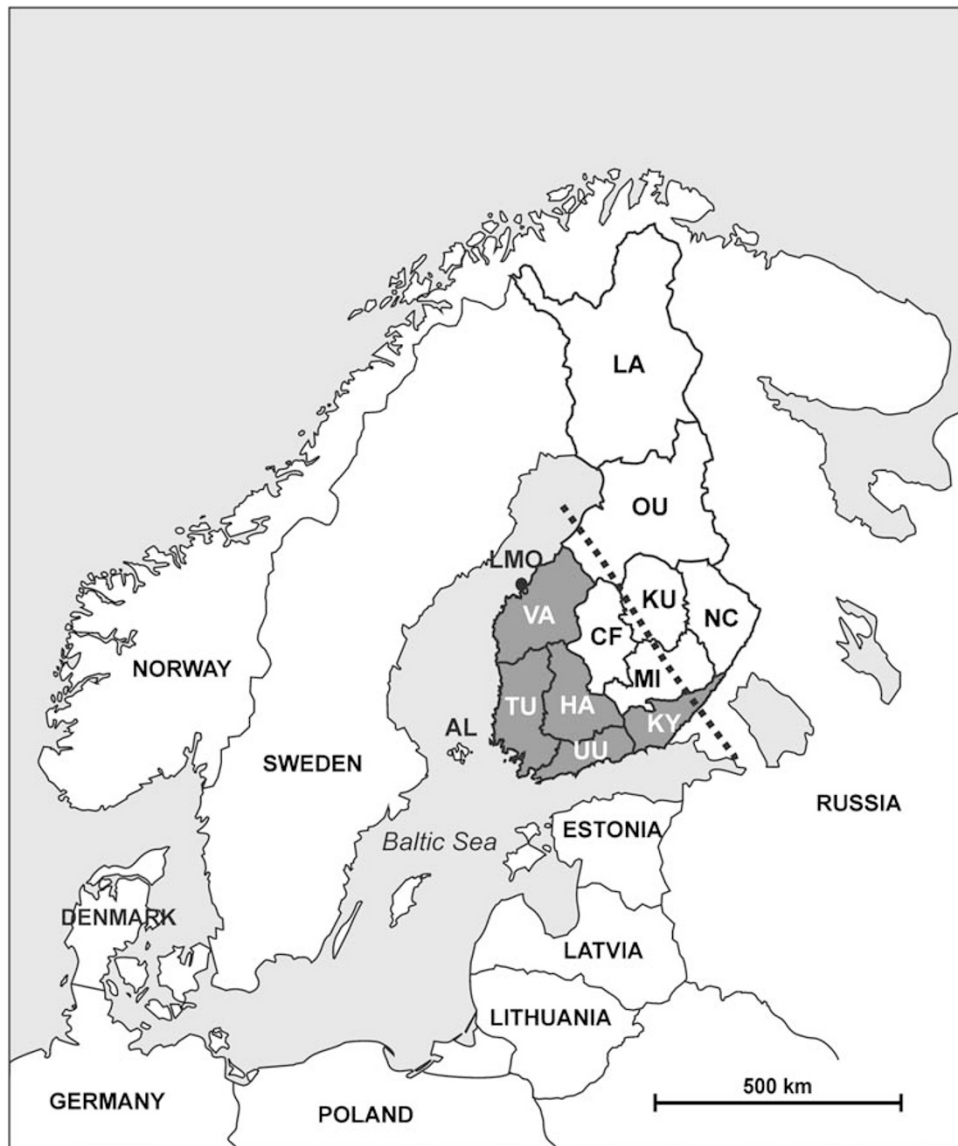 LA
OU
LMO
KU
NC
VA
CF
NORWAY
MI
TU
HA
KY
AL
UU
SWEDEN
RUSSIA
ESTONIA
Baltic Sea
DENMARK
LATVIA
LITHUANIA
500 km
GERMANY
POLAND